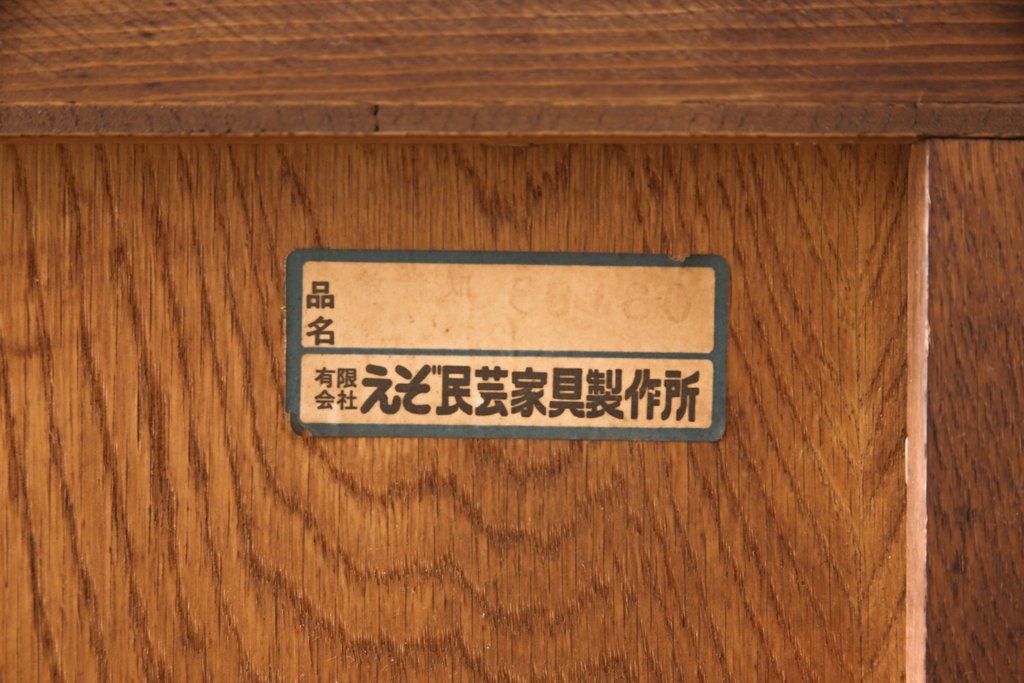 品名
有限会社 えぞ民芸家具製作所